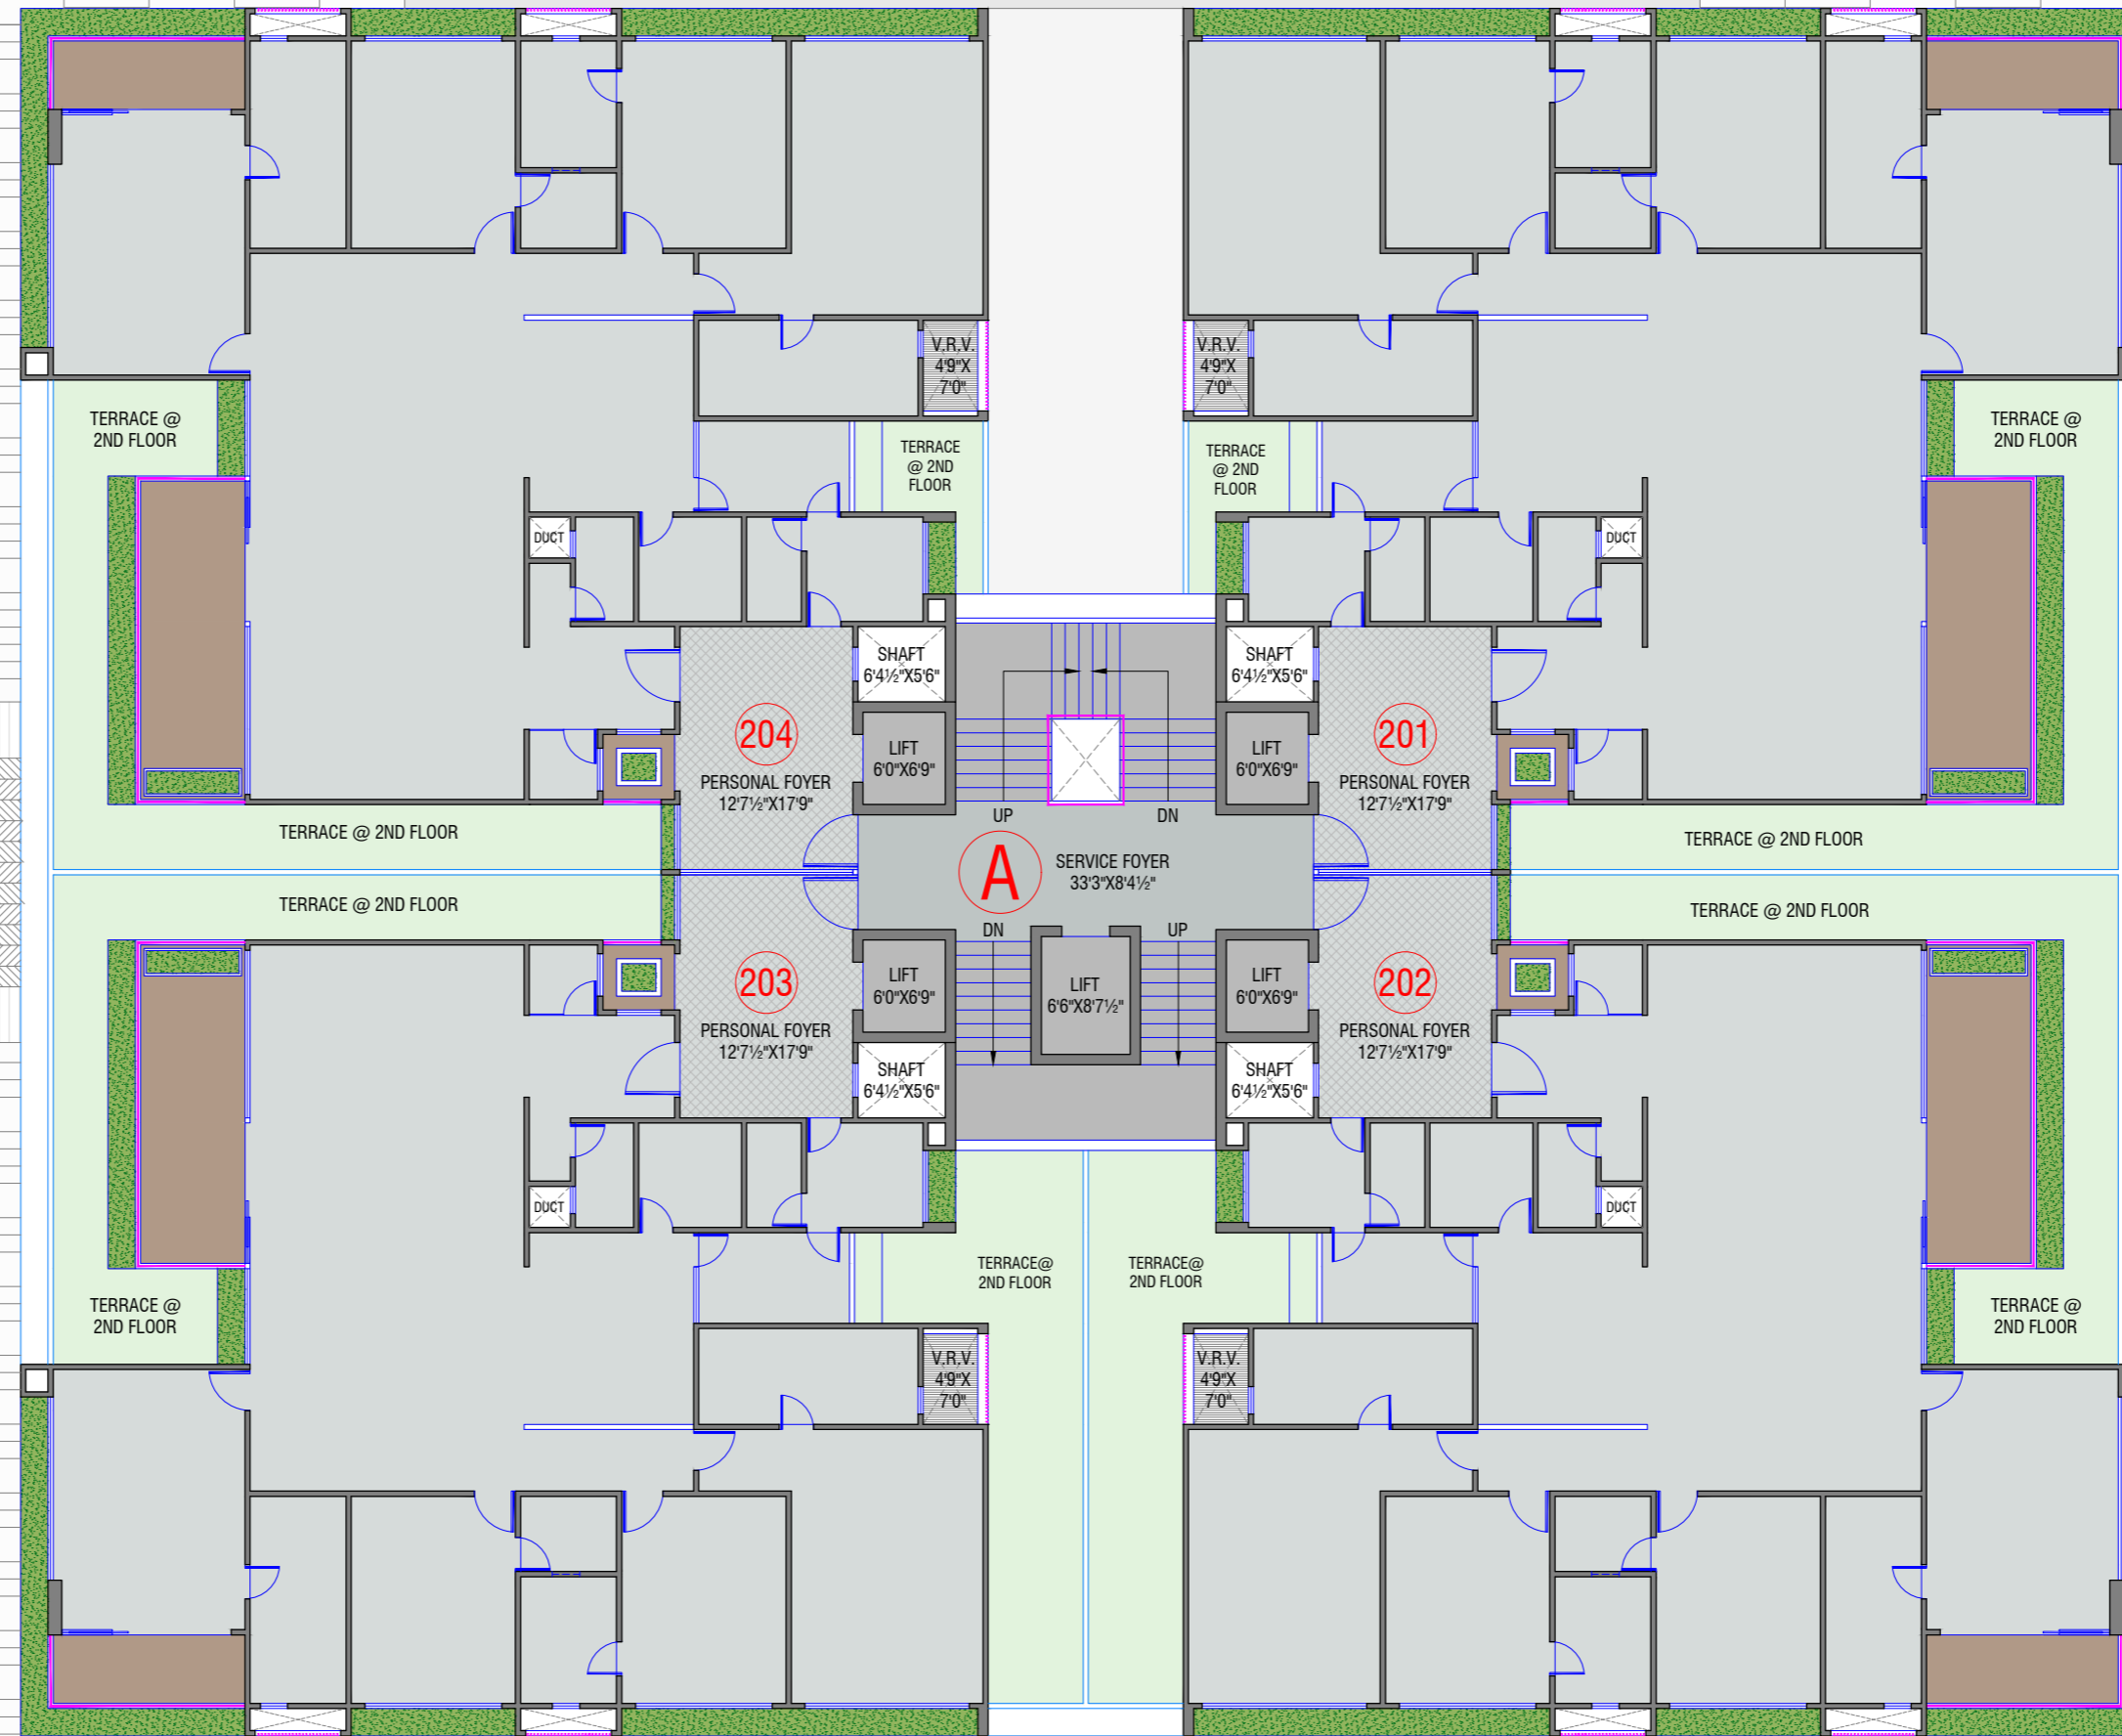 V.R.V.
4'9"X
7'0"
V.R.V.
4'9"X
7'0"
TERRACE @
2ND FLOOR
TERRACE
@ 2ND
FLOOR
TERRACE
@ 2ND
FLOOR
TERRACE @
2ND FLOOR
DUCT
DUCT
SHAFT
6'4½"X5'6"
SHAFT
6'4½"X5'6"
204
PERSONAL FOYER
12'7½"X17'9"
LIFT
6'0"X6'9"
LIFT
6'0"X6'9"
201
PERSONAL FOYER
12'7½"X17'9"
UP
DN
TERRACE @ 2ND FLOOR
TERRACE @ 2ND FLOOR
A
SERVICE FOYER
33'3"X8'4½"
TERRACE @ 2ND FLOOR
TERRACE @ 2ND FLOOR
DN
UP
203
PERSONAL FOYER
12'7½"X17'9"
LIFT
6'0"X6'9"
LIFT
6'6"X8'7½"
LIFT
6'0"X6'9"
202
PERSONAL FOYER
12'7½"X17'9"
SHAFT
6'4½"X5'6"
SHAFT
6'4½"X5'6"
DUCT
DUCT
TERRACE @
2ND FLOOR
TERRACE@
2ND FLOOR
TERRACE@
2ND FLOOR
TERRACE @
2ND FLOOR
V.R.V.
4'9"X
7'0"
V.R.V.
4'9"X
7'0"